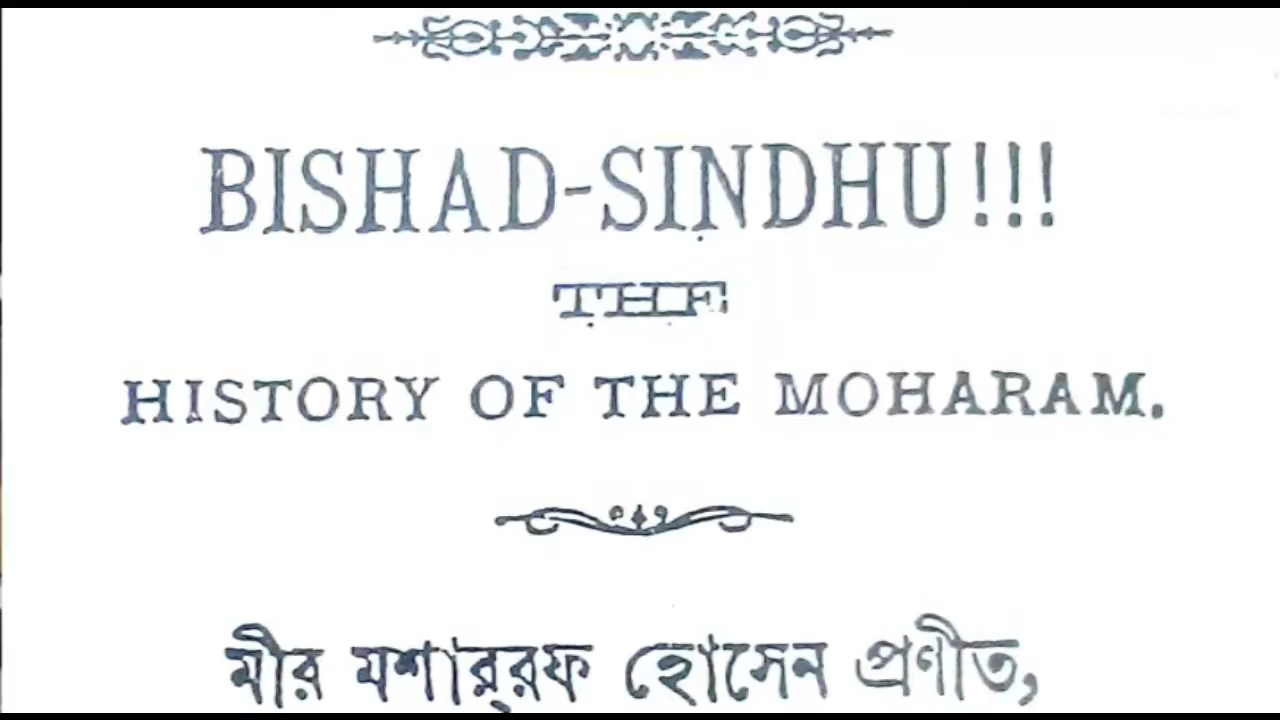 BISHAD-SINDHU!!!
THE
HISTORY OF THE MOHARAM.
মীর মশার্‌রফ হোসেন প্রণীত,